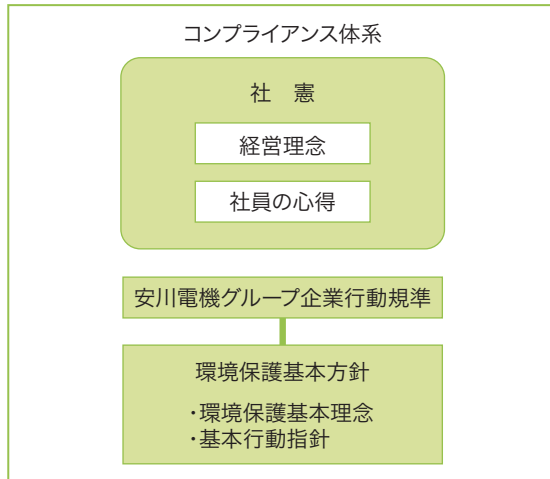 コンプライアンス体系
社　憲
経営理念
社員の心得
安川電機グループ企業行動規準
環境保護基本方針
・環境保護基本理念
・基本行動指針